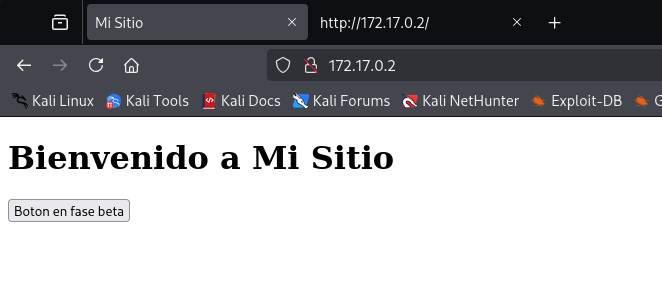 Mi Sitio
http://172.17.0.2/
172.17.0.2
Kali Linux Kali Tools Kali Docs Kali Forums Kali NetHunter Exploit-DB G
Bienvenido a Mi Sitio
Boton en fase beta